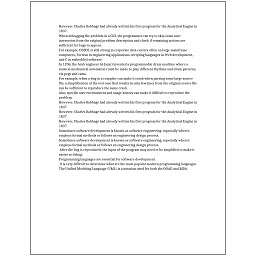 However, Charles Babbage had already written his first program for the Analytical Engine in
1837.
When debugging the problem in a GUI, the programmer can try to skip some user
interaction from the original problem description and check if remaining actions are
sufficient for bugs to appear.
For example, COBOL is still strong in corporate data centers often on large mainframe
computers, Fortran in engineering applications, scripting languages in Web development,
and C in embedded software.
In 1206, the Arab engineer Al-Jazari invented a programmable drum machine where a
musical mechanical automaton could be made to play different rhythms and drum patterns,
via pegs and cams.
For example, when a bug in a compiler can make it crash when parsing some large source
file, a simplification of the test case that results in only few lines from the original source file
can be sufficient to reproduce the same crash.
Also, specific user environment and usage history can make it difficult to reproduce the
problem.
However, Charles Babbage had already written his first program for the Analytical Engine in
1837.
However, Charles Babbage had already written his first program for the Analytical Engine in
1837.
However, Charles Babbage had already written his first program for the Analytical Engine in
1837.
Sometimes software development is known as software engineering, especially when it
employs formal methods or follows an engineering design process.
Sometimes software development is known as software engineering, especially when it
employs formal methods or follows an engineering design process.
After the bug is reproduced, the input of the program may need to be simplified to make it
easier to debug.
Programming languages are essential for software development.
It is very difficult to determine what are the most popular modern programming languages.
The Unified Modeling Language (UML) is a notation used for both the OOAD and MDA.